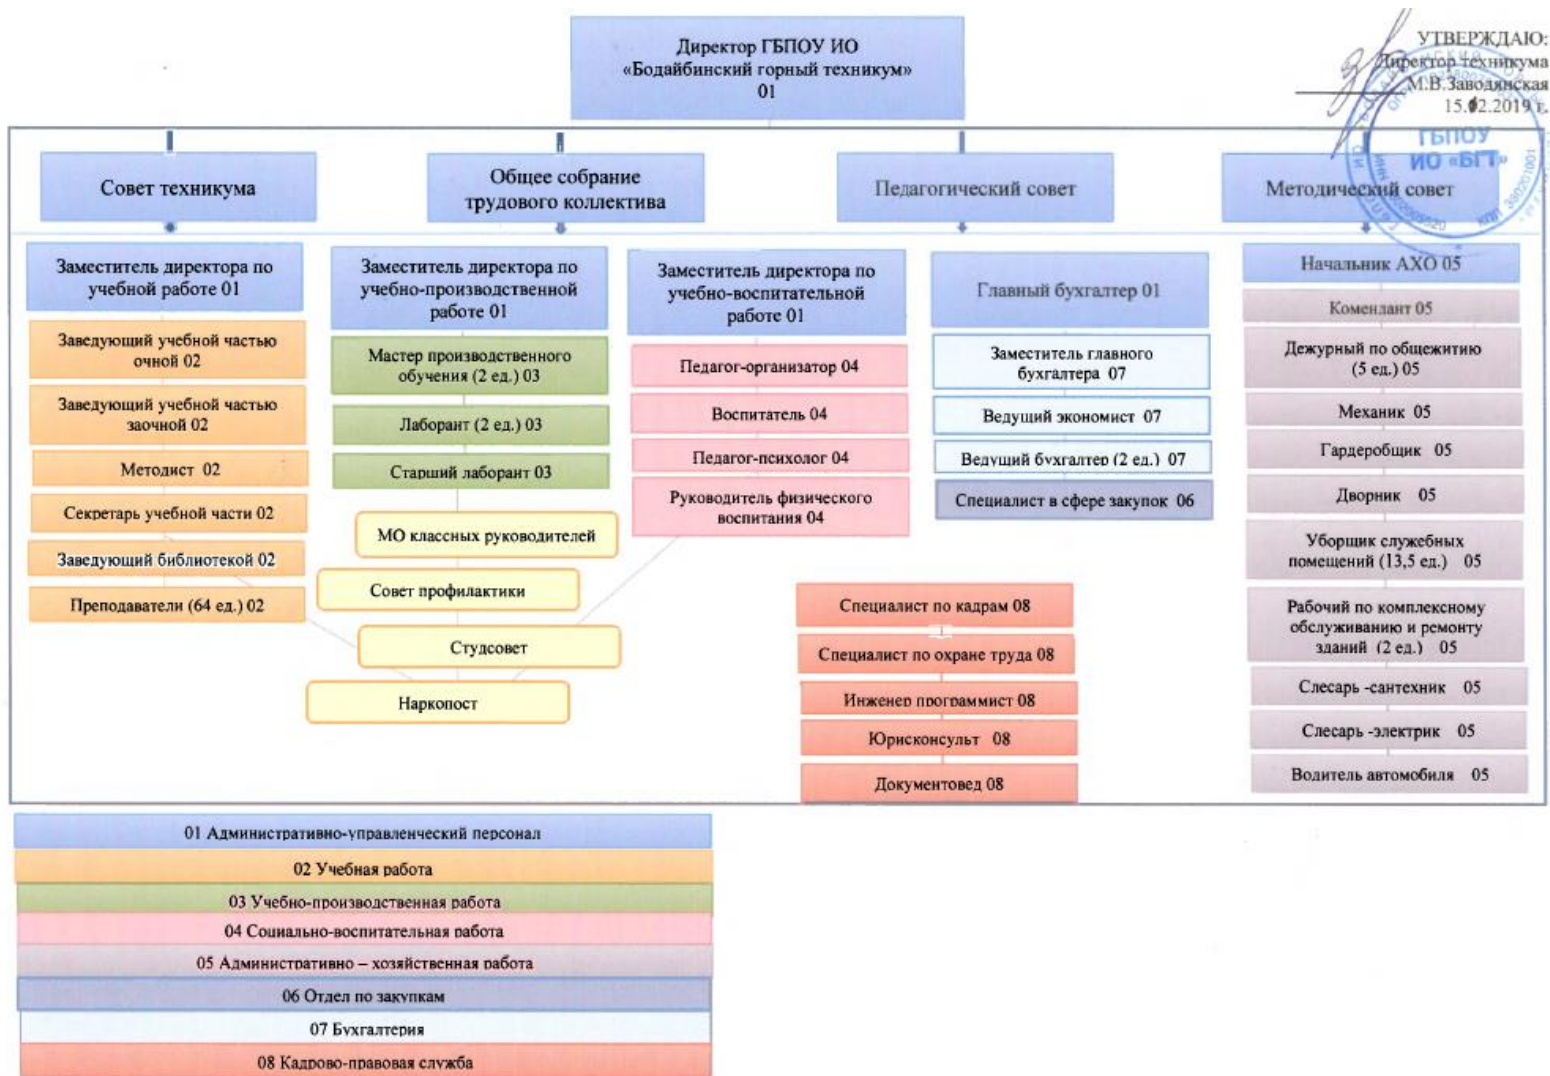 Директор ГБПОУ ИО
«Бодайбинский горный техникум»
01
УТВЕРЖДАЮ:
Директор техникума
М.В.Заводянская
15.02.2019 г.
ГБПОУ
ИО «БГТ»
Совет техникума
Общее собрание
трудового коллектива
Педагогический совет
Методический совет
Заместитель директора по
учебной работе 01
Заведующий учебной частью
очной 02
Заведующий учебной частью
заочной 02
Методист 02
Секретарь учебной части 02
Заведующий библиотекой 02
Преподаватели (64 ед.) 02
Заместитель директора по
учебно-производственной
работе 01
Мастер производственного
обучения (2 ед.) 03
Лаборант (2 ед.) 03
Старший лаборант 03
МО классных руководителей
Совет профилактики
Студсовет
Наркопост
Заместитель директора по
учебно-воспитательной
работе 01
Педагог-организатор 04
Воспитатель 04
Педагог-психолог 04
Руководитель физического
воспитания 04
Главный бухгалтер 01
Заместитель главного
бухгалтера 07
Ведущий экономист 07
Ведущий бухгалтер (2 ед.) 07
Специалист в сфере закупок 06
Специалист по кадрам 08
Специалист по охране труда 08
Инженер программист 08
Юрисконсульт 08
Документовед 08
Начальник АХО 05
Комендант 05
Дежурный по общежитию
(5 ед.) 05
Механик 05
Гардеробщик 05
Дворник 05
Уборщик служебных
помещений (13,5 ед.) 05
Рабочий по комплексному
обслуживанию и ремонту
зданий (2 ед.) 05
Слесарь -сантехник 05
Слесарь -электрик 05
Водитель автомобиля 05
01 Административно-управленческий персонал
02 Учебная работа
03 Учебно-производственная работа
04 Социально-воспитательная работа
05 Административно – хозяйственная работа
06 Отдел по закупкам
07 Бухгалтерия
08 Кадрово-правовая служба